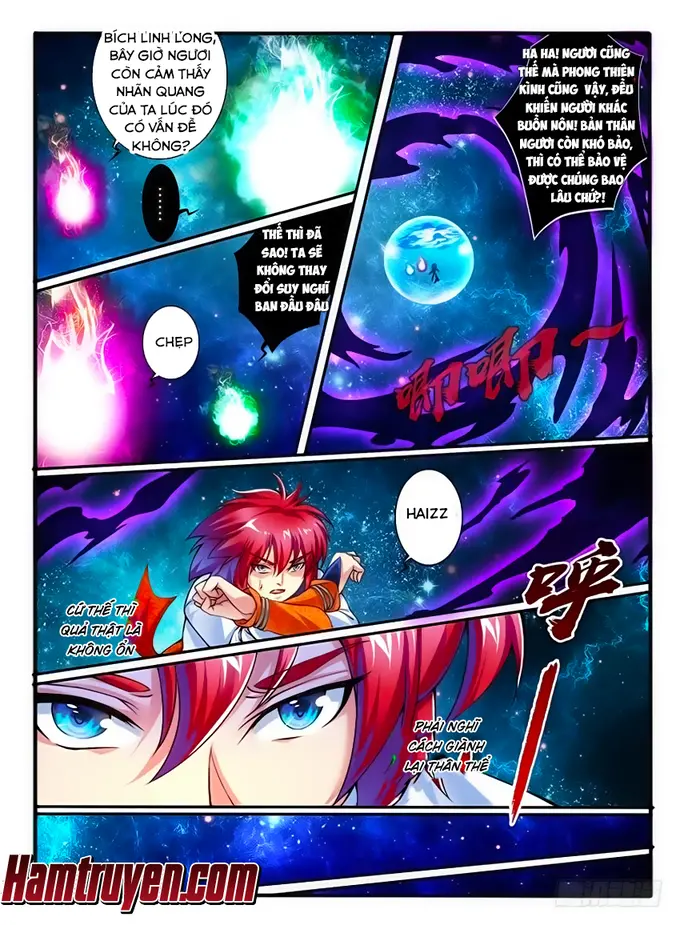 BÍCH LINH LONG,
BÂY GIỜ NGƯƠI
CÒN CẢM THẤY
NHÃN QUANG
CỦA TA LÚC ĐÓ
CÓ VẤN ĐỀ
KHÔNG?
......
HA HA! NGƯƠI CŨNG
THẾ MÀ PHONG THIÊN
KÌNH CŨNG VẬY, ĐỀU
KHIẾN NGƯỜI KHÁC
BUỒN NÔN! BẢN THÂN
NGƯƠI CÒN KHÓ BẢO,
THÌ CÓ THỂ BẢO VỆ
ĐƯỢC CHÚNG BAO
LÂU CHỨ?!
THẾ THÌ ĐÃ
SAO! TA SẼ
KHÔNG THAY
ĐỔI SUY NGHĨ
BAN ĐẦU ĐÂU
CHẸP
唧唧~
HAIZZ
呼
CỨ THẾ THÌ
QUẢ THẬT LÀ
KHÔNG ỔN
PHẢI NGHĨ
CÁCH GIÀNH
LẠI THÂN THỂ
Hamtruyen.com